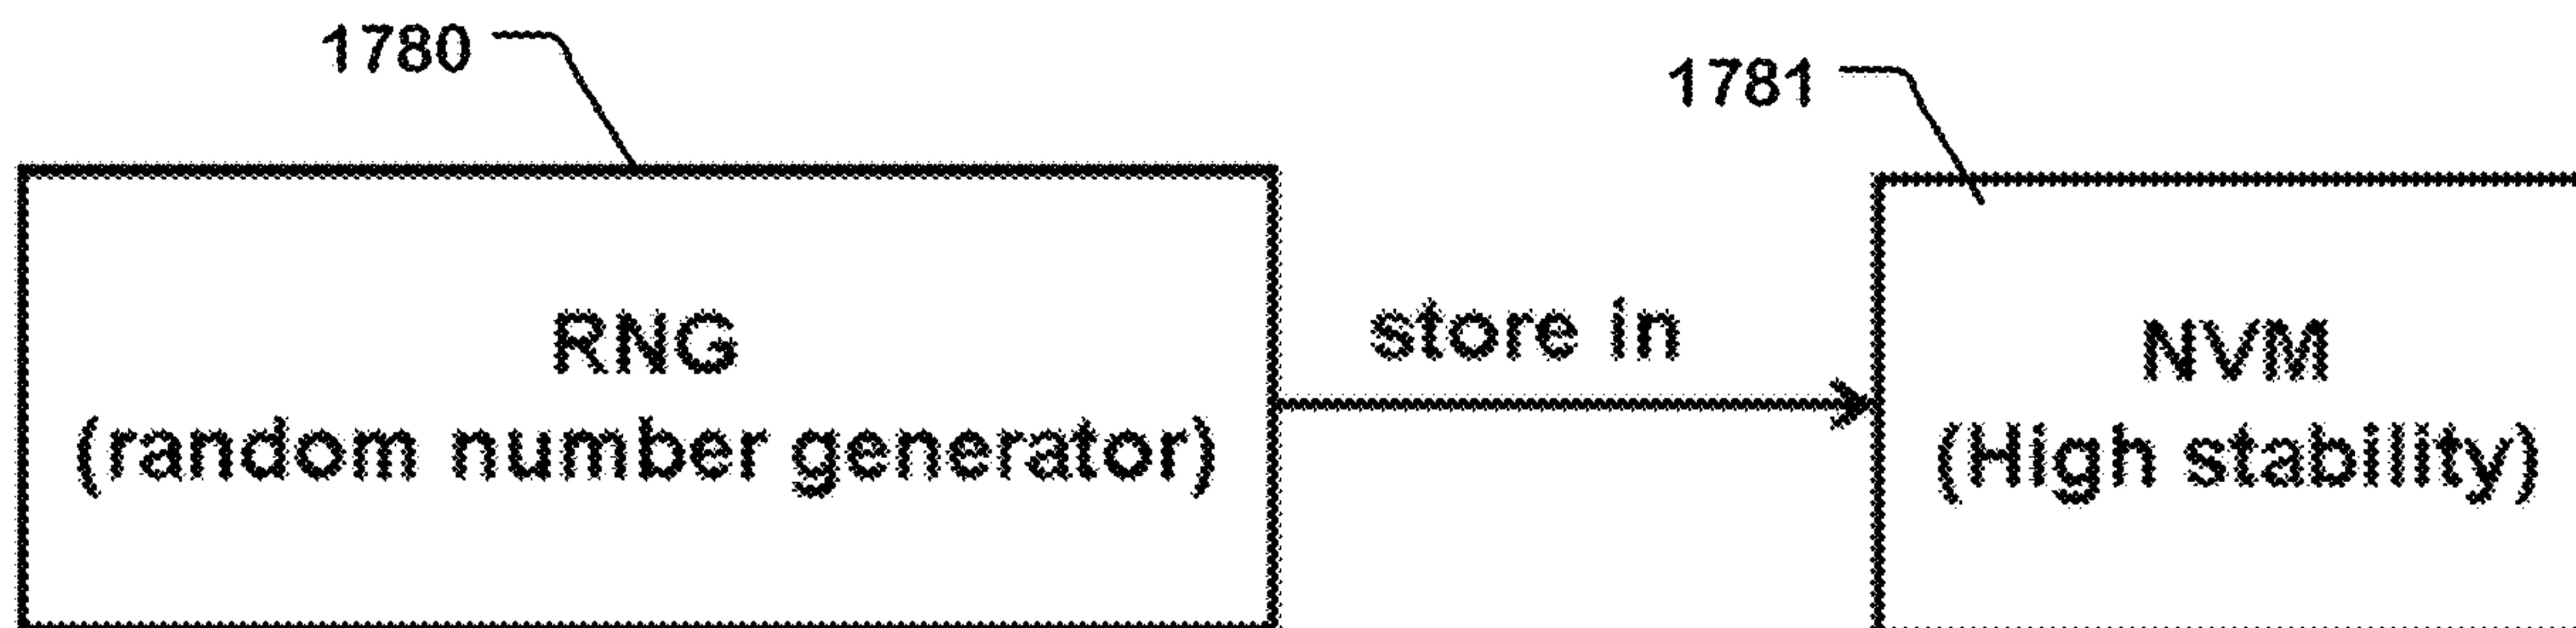 1780
1781
RNG
(random number generator)
store in
NVM
(High stability)